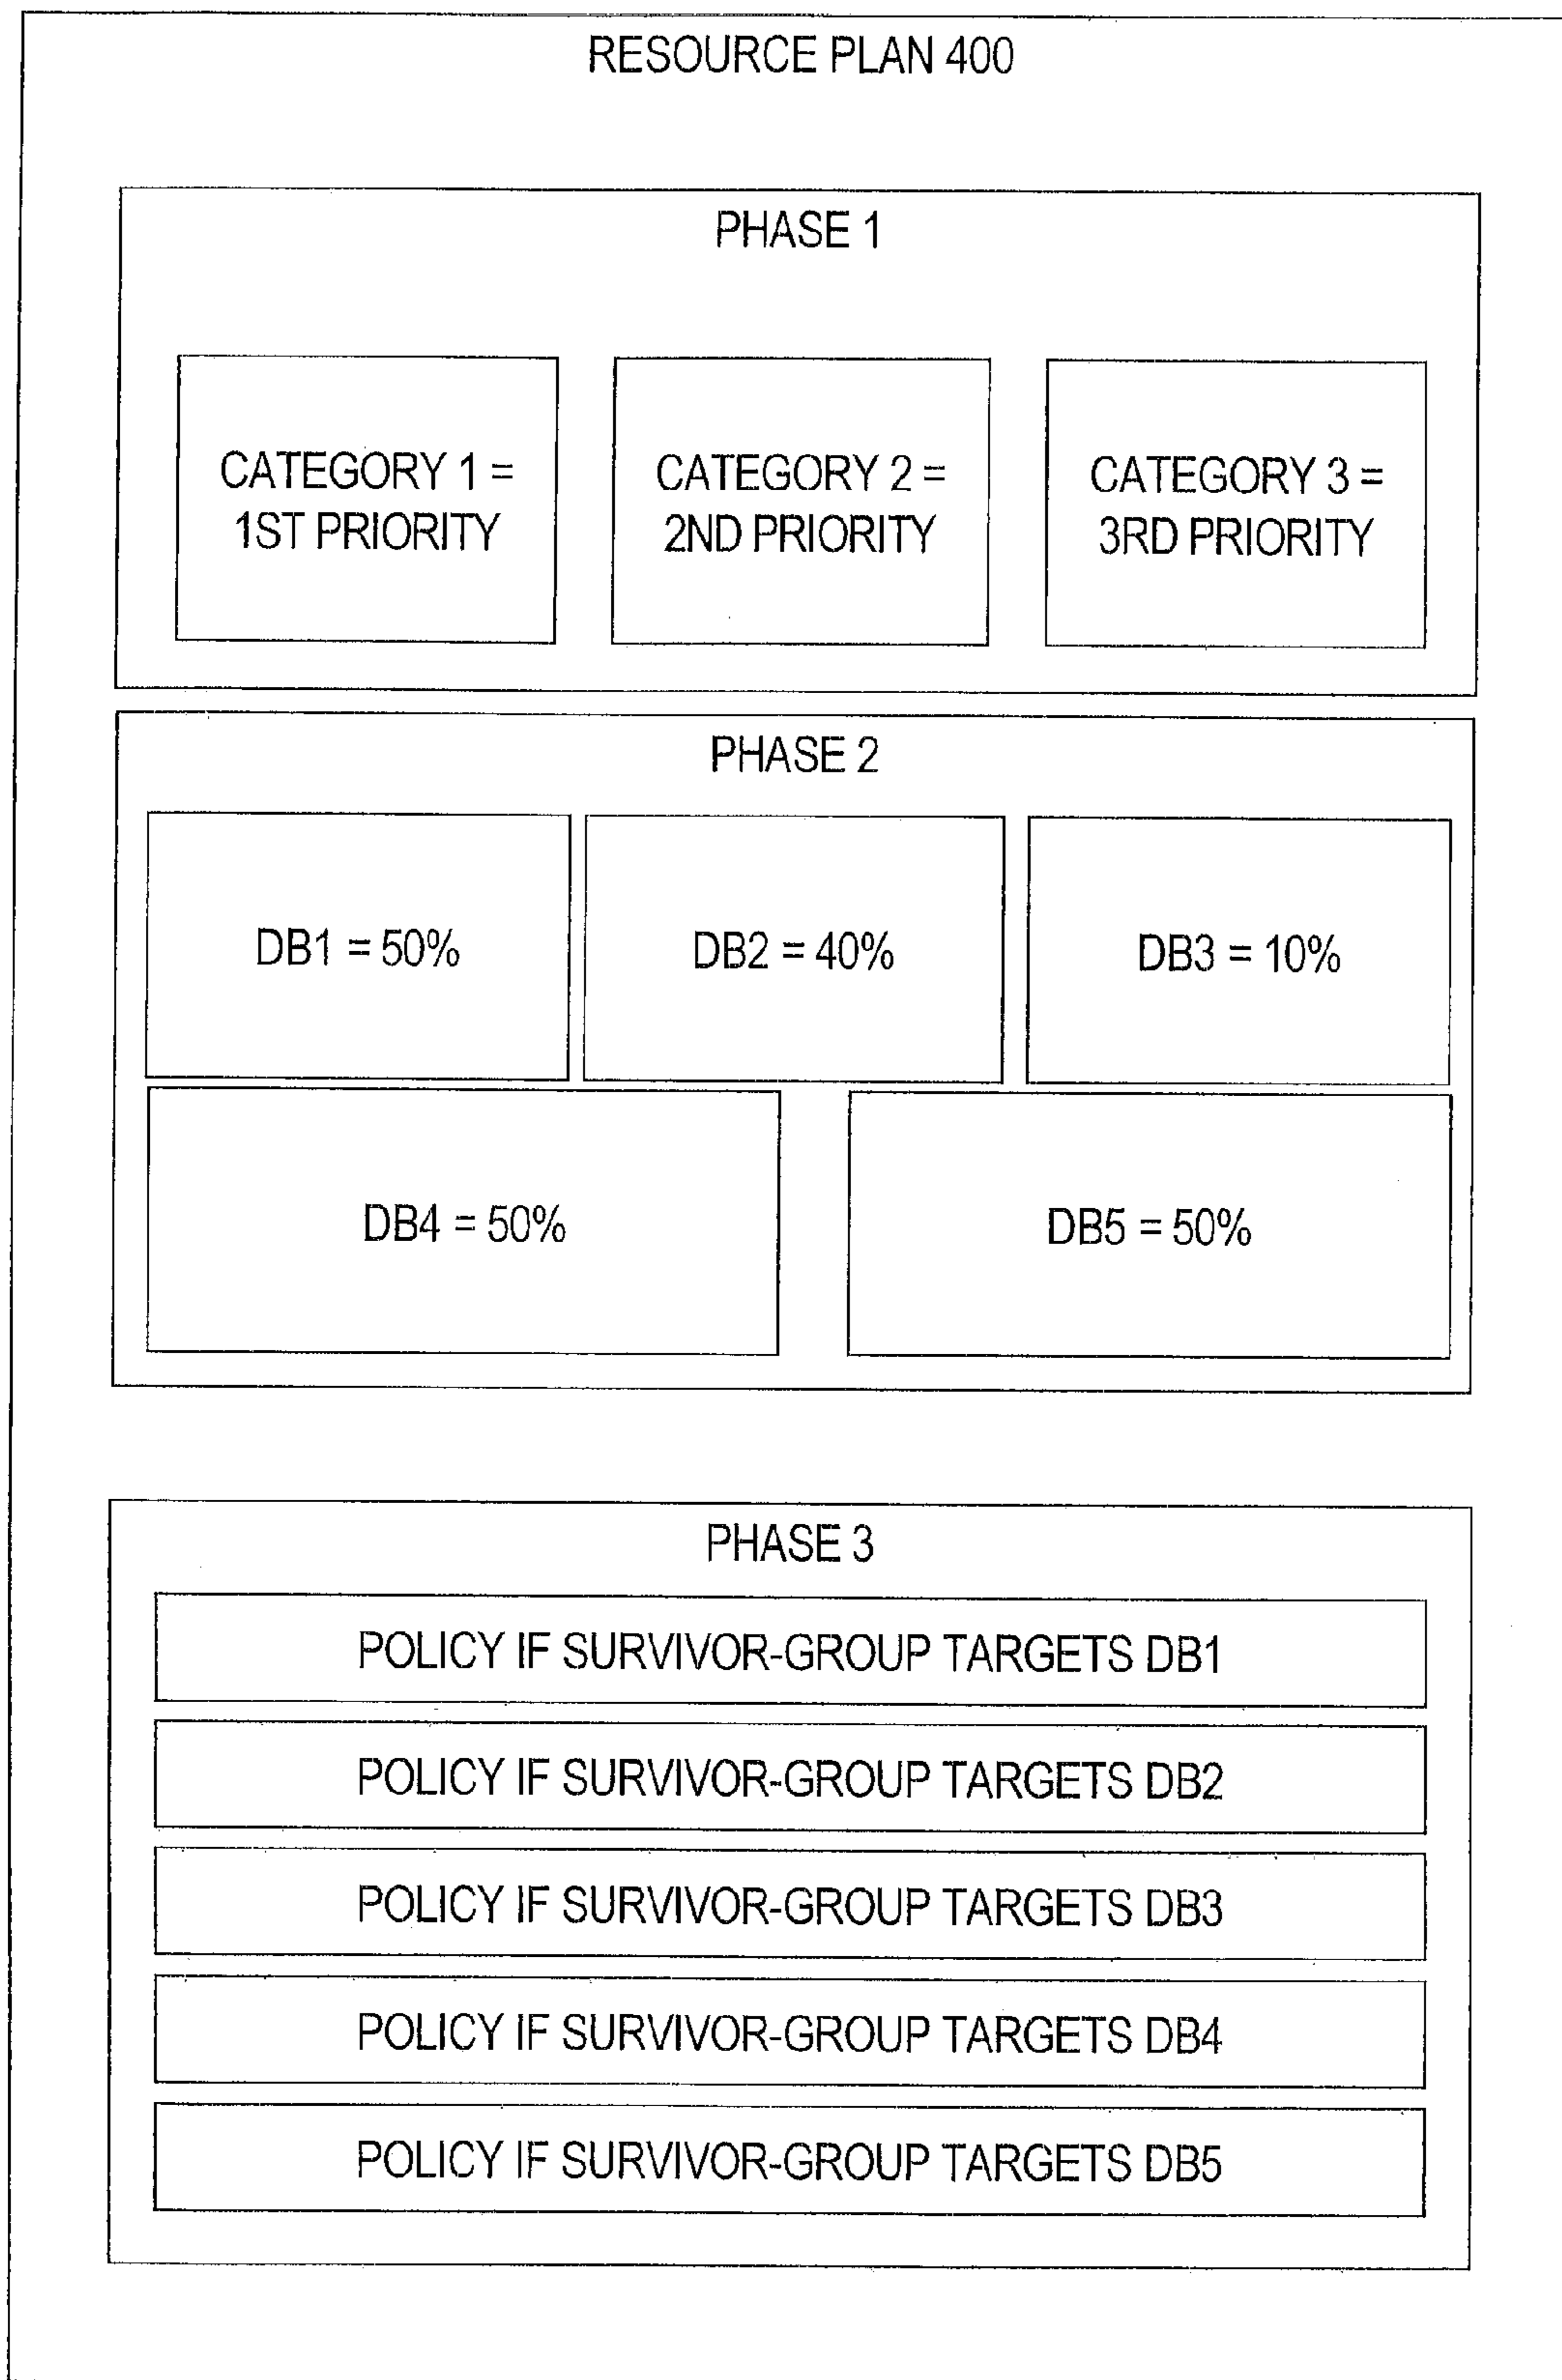 RESOURCE PLAN 400
PHASE 1
CATEGORY 1 =
1ST PRIORITY
CATEGORY 2 =
2ND PRIORITY
CATEGORY 3 =
3RD PRIORITY
PHASE 2
DB1 = 50%
DB2 = 40%
DB3 = 10%
DB4 = 50%
DB5 = 50%
PHASE 3
POLICY IF SURVIVOR-GROUP TARGETS DB1
POLICY IF SURVIVOR-GROUP TARGETS DB2
POLICY IF SURVIVOR-GROUP TARGETS DB3
POLICY IF SURVIVOR-GROUP TARGETS DB4
POLICY IF SURVIVOR-GROUP TARGETS DB5